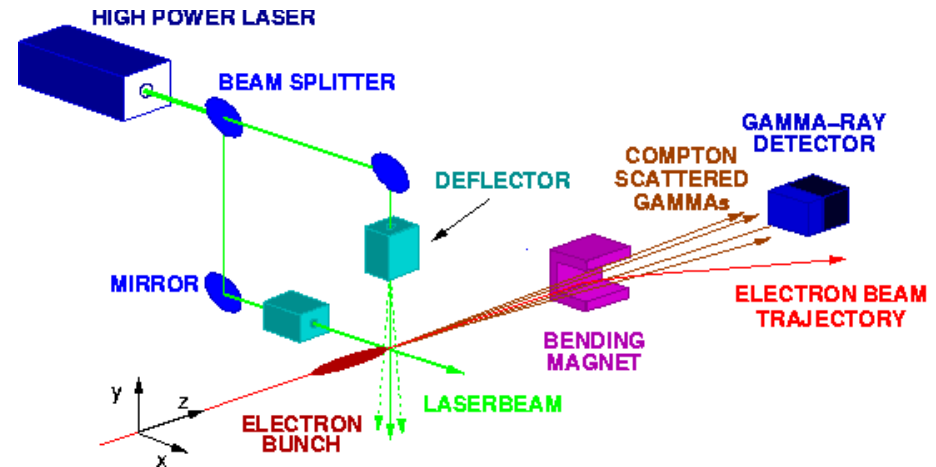 HIGH POWER LASER
BEAM SPLITTER
GAMMA–RAY
DETECTOR
COMPTON
SCATTERED
GAMMAs
DEFLECTOR
MIRROR
ELECTRON BEAM
TRAJECTORY
BENDING
MAGNET
LASERBEAM
ELECTRON
BUNCH
y
z
x